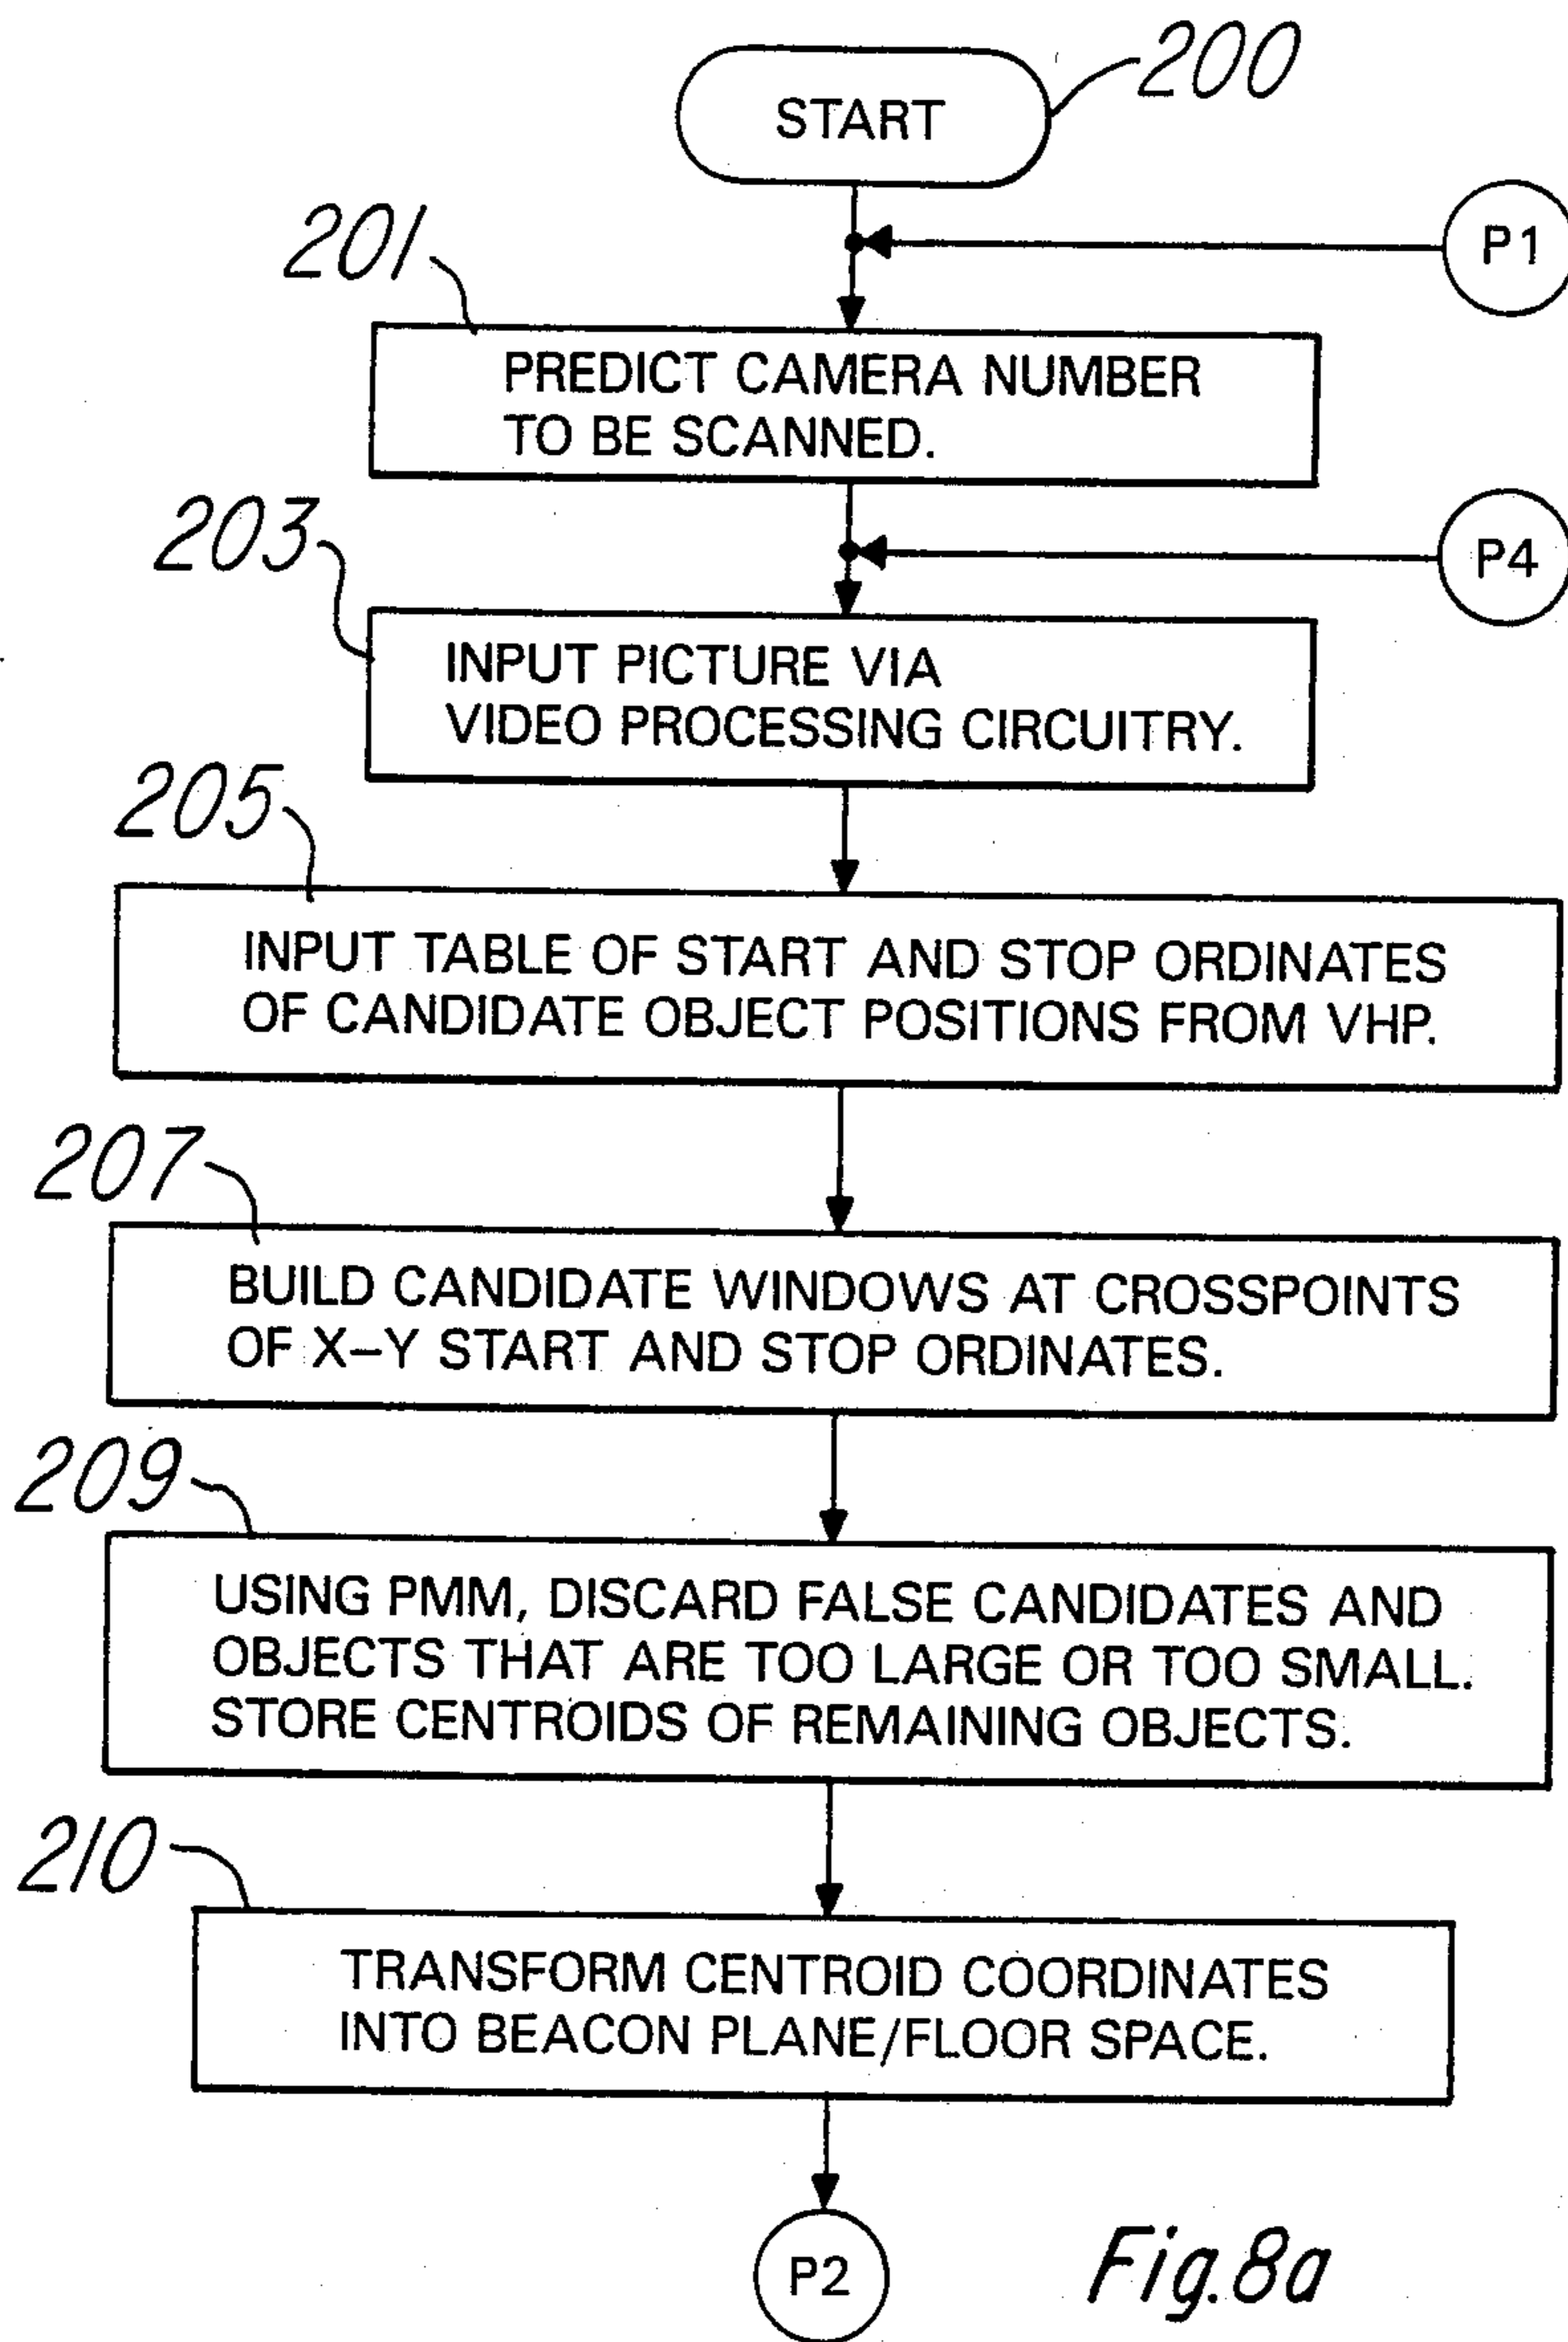 200
START
P1
201
PREDICT CAMERA NUMBER
TO BE SCANNED.
P4
203
INPUT PICTURE VIA
VIDEO PROCESSING CIRCUITRY.
205
INPUT TABLE OF START AND STOP ORDINATES
OF CANDIDATE OBJECT POSITIONS FROM VHP.
207
BUILD CANDIDATE WINDOWS AT CROSSPOINTS
OF X–Y START AND STOP ORDINATES.
209
USING PMM, DISCARD FALSE CANDIDATES AND
OBJECTS THAT ARE TOO LARGE OR TOO SMALL.
STORE CENTROIDS OF REMAINING OBJECTS.
210
TRANSFORM CENTROID COORDINATES
INTO BEACON PLANE/FLOOR SPACE.
P2
Fig.8a